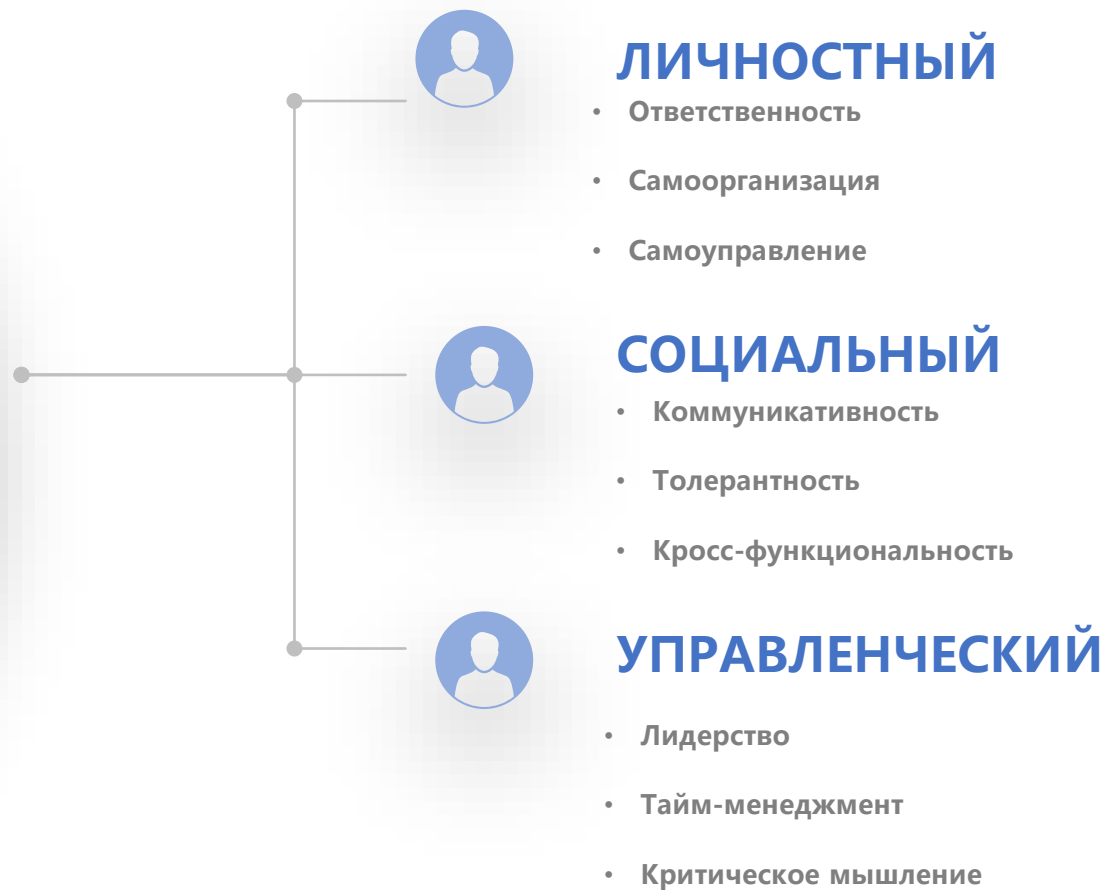 ЛИЧНОСТНЫЙ
• Ответственность
• Самоорганизация
• Самоуправление
СОЦИАЛЬНЫЙ
• Коммуникативность
• Толерантность
• Кросс-функциональность
УПРАВЛЕНЧЕСКИЙ
• Лидерство
• Тайм-менеджмент
• Критическое мышление